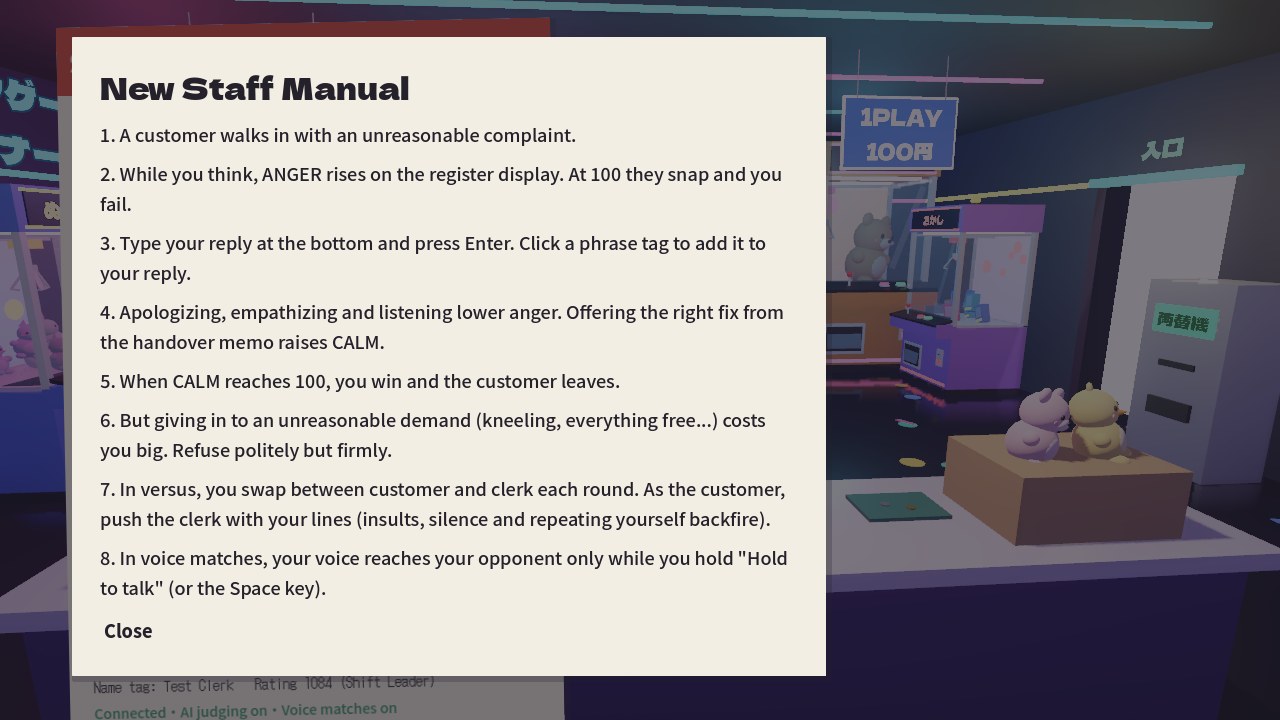 New Staff Manual
1. A customer walks in with an unreasonable complaint.
2. While you think, ANGER rises on the register display. At 100 they snap and you
fail.
3. Type your reply at the bottom and press Enter. Click a phrase tag to add it to
your reply.
4. Apologizing, empathizing and listening lower anger. Offering the right fix from
the handover memo raises CALM.
5. When CALM reaches 100, you win and the customer leaves.
6. But giving in to an unreasonable demand (kneeling, everything free...) costs
you big. Refuse politely but firmly.
7. In versus, you swap between customer and clerk each round. As the customer,
push the clerk with your lines (insults, silence and repeating yourself backfire).
8. In voice matches, your voice reaches your opponent only while you hold "Hold
to talk" (or the Space key).
Close
Name tag: Test Clerk Rating 1084 (Shift Leader)
Connected・AI judging on・Voice matches on
1PLAY
100円
入口
おかし
両替機